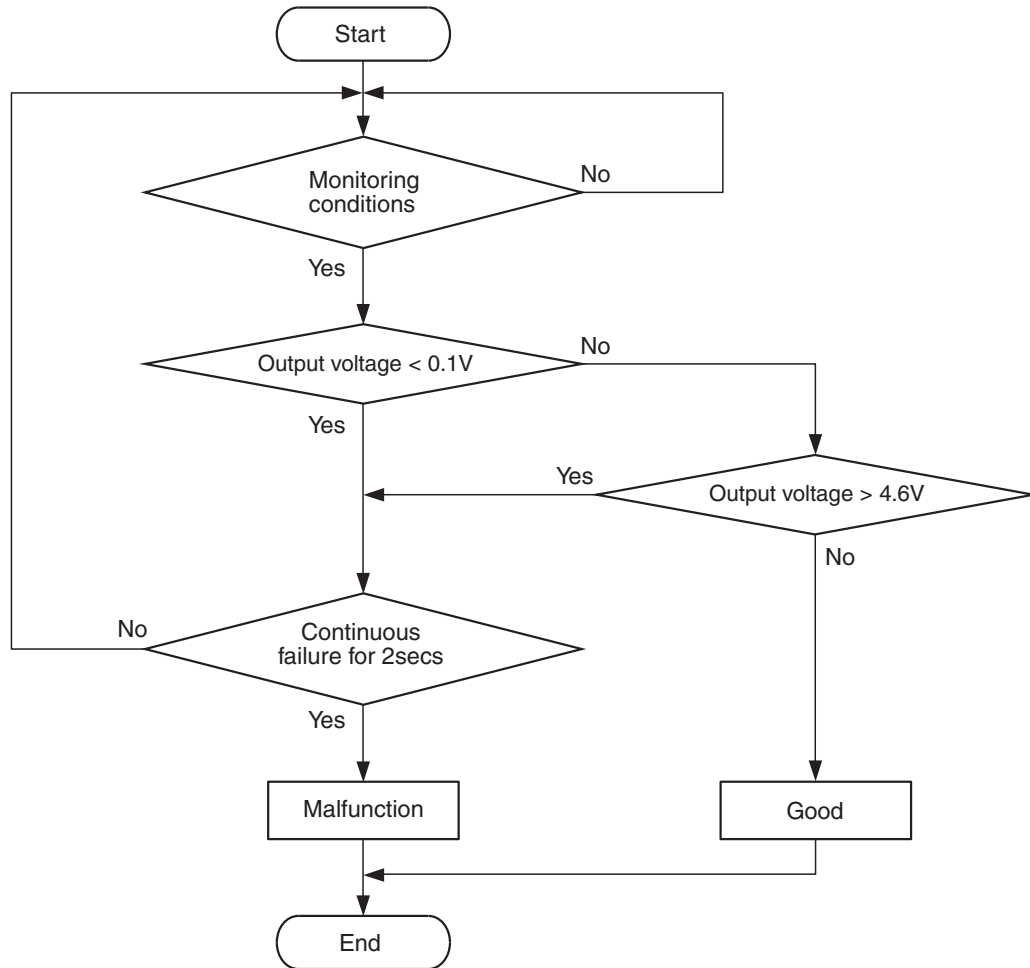 Start
Monitoring
conditions
No
Yes
Output voltage < 0.1V
No
Yes
Output voltage > 4.6V
Yes
No
Continuous
failure for 2secs
No
Yes
Malfunction
Good
End